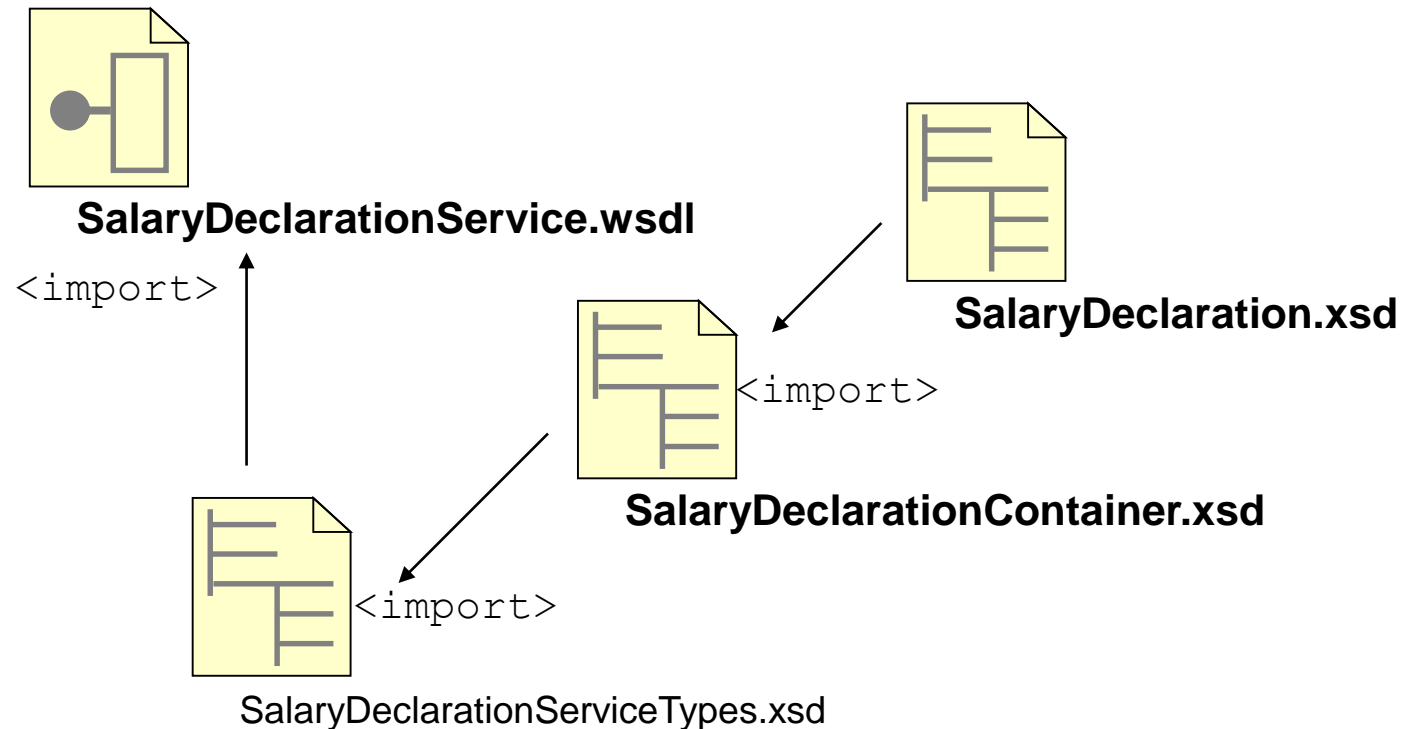 SalaryDeclarationService.wsdl
<import>
SalaryDeclaration.xsd
<import>
SalaryDeclarationContainer.xsd
<import>
SalaryDeclarationServiceTypes.xsd